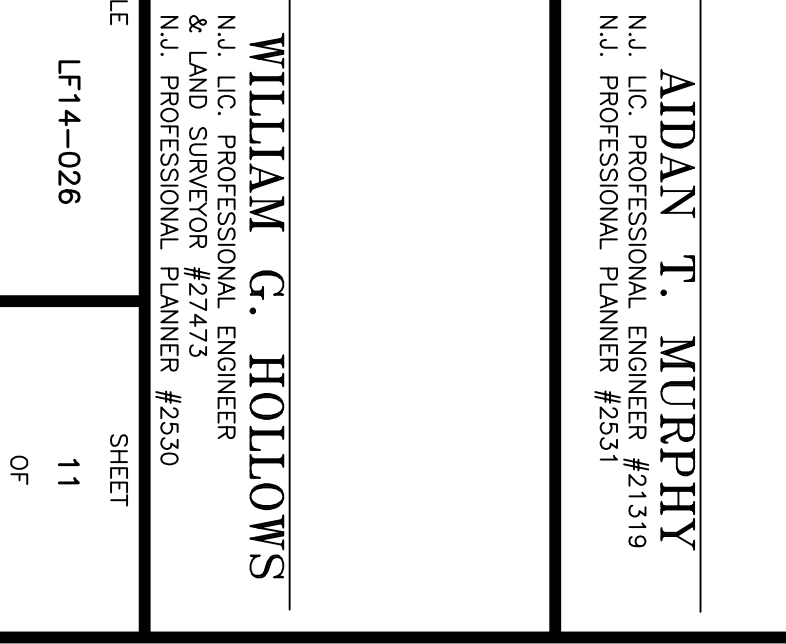 AIDAN T. MURPHY
N.J. LIC. PROFESSIONAL ENGINEER #21319
N.J. PROFESSIONAL PLANNER #2531
WILLIAM G. HOLLOWS
N.J. LIC. PROFESSIONAL ENGINEER
& LAND SURVEYOR #27473
N.J. PROFESSIONAL PLANNER #2530
LF14-026
SHEET
11
OF